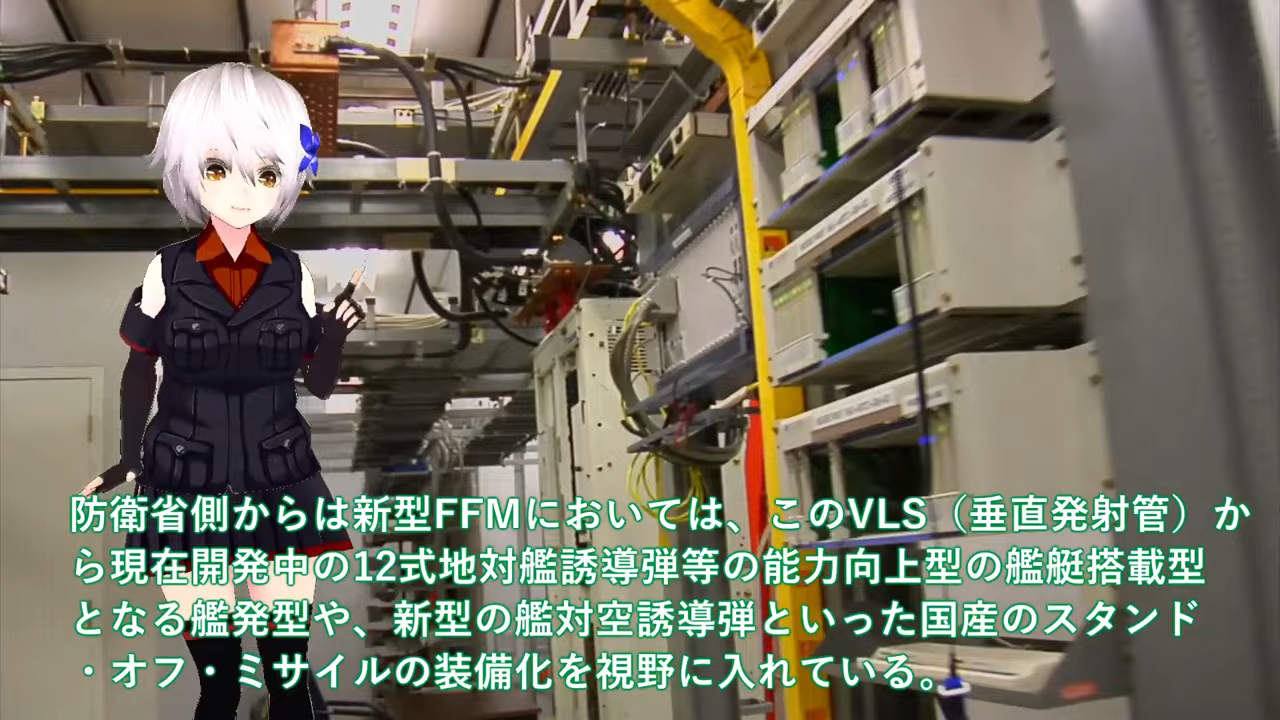 防衛省側からは新型FFMにおいては、このVLS（垂直発射管）か
ら現在開発中の12式地対艦誘導弾等の能力向上型の艦艇搭載型
となる艦発型や、新型の艦対空誘導弾といった国産のスタンド
・オフ・ミサイルの装備化を視野に入れている。